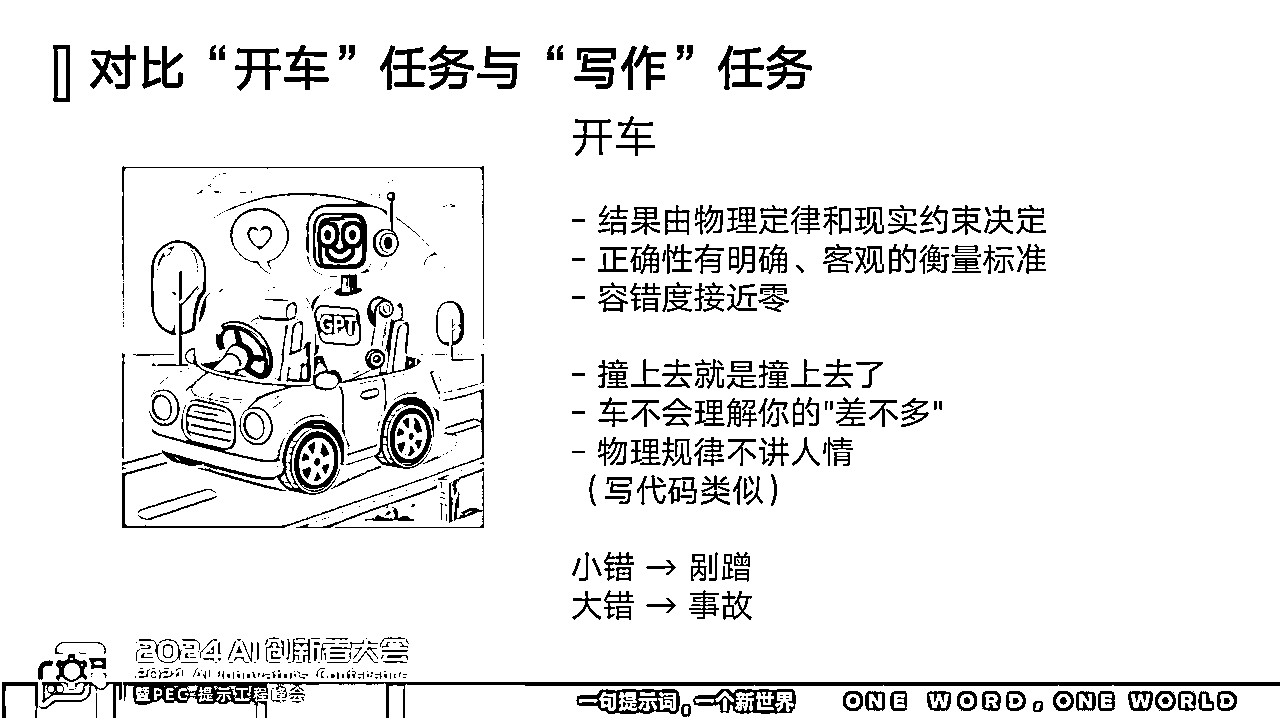 对比“开车”任务与“写作”任务
开车
- 结果由物理定律和现实约束决定
- 正确性有明确、客观的衡量标准
- 容错度接近零
- 撞上去就是撞上去了
- 车不会理解你的"差不多"
- 物理规律不讲人情
（写代码类似）
小错 → 剐蹭
大错 → 事故
GPT
2024 AI 创新者大会
2024 AI Innovators Conference
暨PEC·提示工程峰会
一句提示词，一个新世界
ONE WORD, ONE WORLD